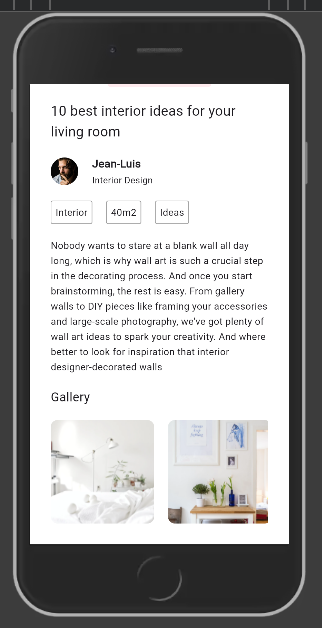 10 best interior ideas for your
living room
Jean-Luis
Interior Design
Interior
40m2
Ideas
Nobody wants to stare at a blank wall all day
long, which is why wall art is such a crucial step
in the decorating process. And once you start
brainstorming, the rest is easy. From gallery
walls to DIY pieces like framing your accessories
and large-scale photography, we've got plenty of
wall art ideas to spark your creativity. And where
better to look for inspiration that interior
designer-decorated walls
Gallery